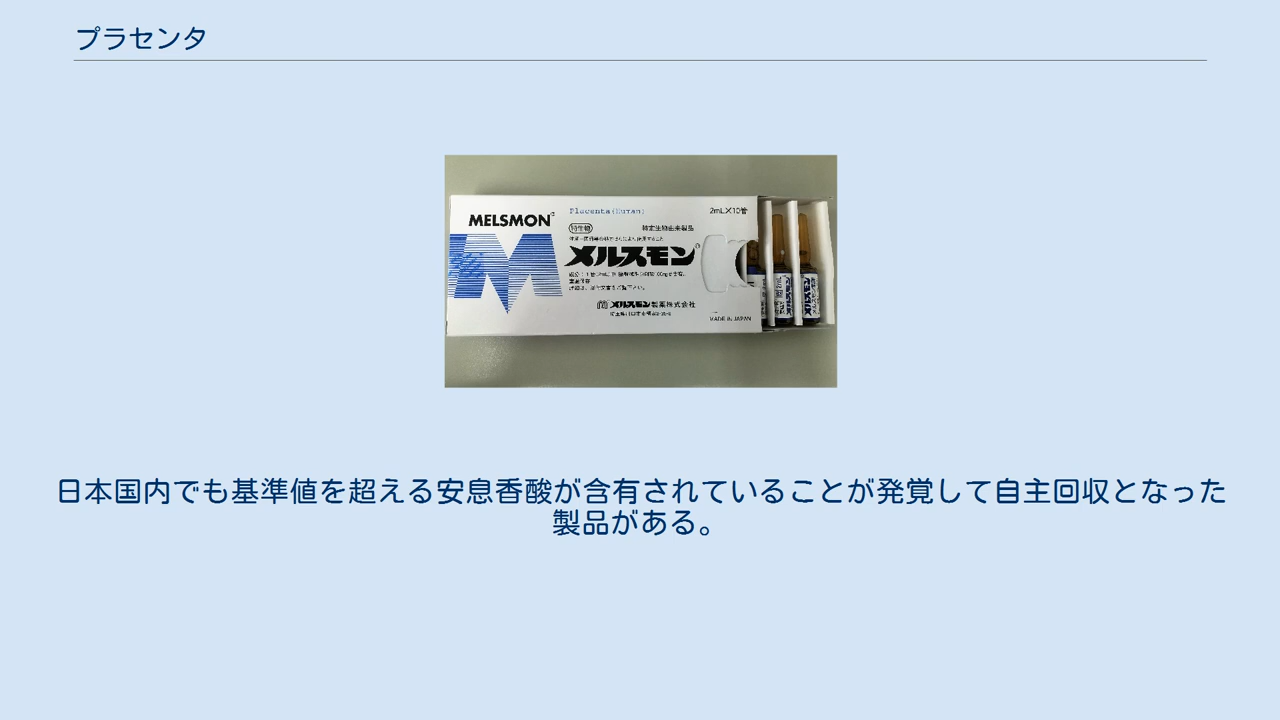 プラセンタ
MELSMON
Placenta(Human)
2mL×10管
特生物
特定生物由来製品
メルスモン
メルスモン製薬株式会社
MADE IN JAPAN
日本国内でも基準値を超える安息香酸が含有されていることが発覚して自主回収となった
製品がある。